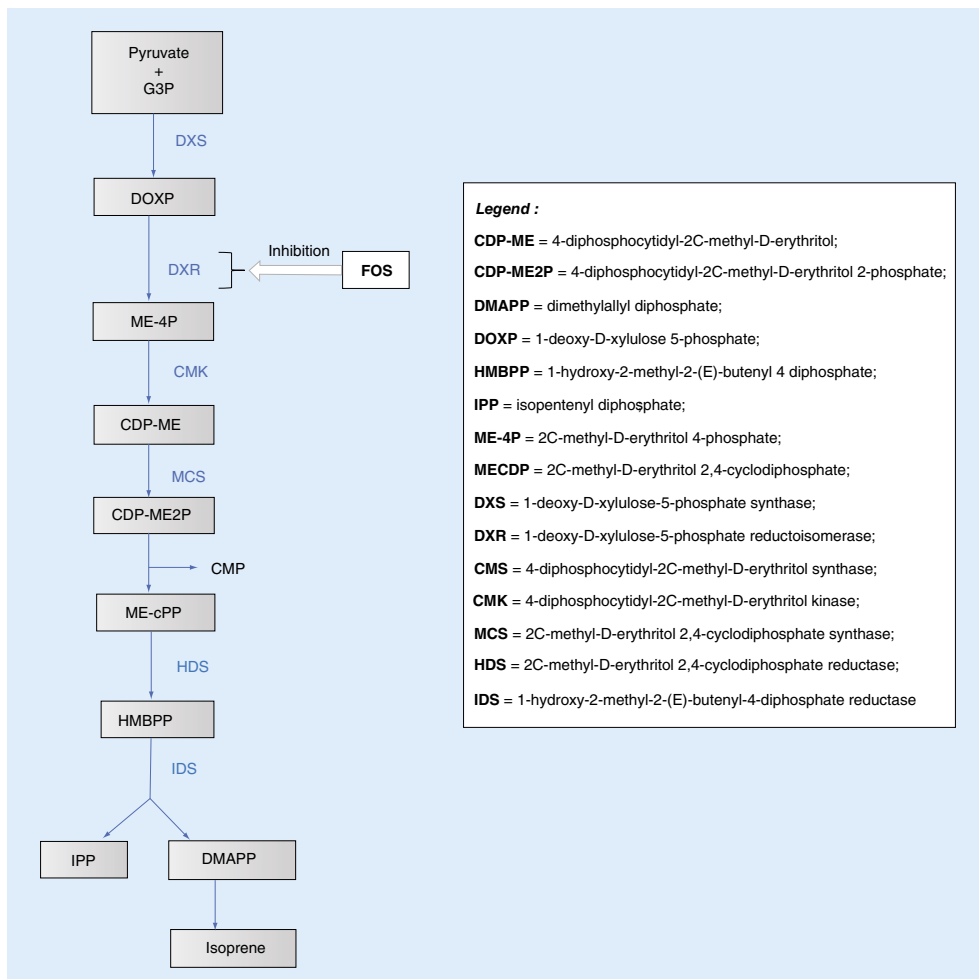 Pyruvate
+
G3P
DXS
DOXP
DXR
Inhibition
FOS
ME-4P
CMK
CDP-ME
MCS
CDP-ME2P
CMP
ME-cPP
HDS
HMBPP
IDS
IPP
DMAPP
Isoprene
Legend :
CDP-ME = 4-diphosphocytidyl-2C-methyl-D-erythritol;
CDP-ME2P = 4-diphosphocytidyl-2C-methyl-D-erythritol 2-phosphate;
DMAPP = dimethylallyl diphosphate;
DOXP = 1-deoxy-D-xylulose 5-phosphate;
HMBPP = 1-hydroxy-2-methyl-2-(E)-butenyl 4 diphosphate;
IPP = isopentenyl diphosphate;
ME-4P = 2C-methyl-D-erythritol 4-phosphate;
MECDP = 2C-methyl-D-erythritol 2,4-cyclodiphosphate;
DXS = 1-deoxy-D-xylulose-5-phosphate synthase;
DXR = 1-deoxy-D-xylulose-5-phosphate reductoisomerase;
CMS = 4-diphosphocytidyl-2C-methyl-D-erythritol synthase;
CMK = 4-diphosphocytidyl-2C-methyl-D-erythritol kinase;
MCS = 2C-methyl-D-erythritol 2,4-cyclodiphosphate synthase;
HDS = 2C-methyl-D-erythritol 2,4-cyclodiphosphate reductase;
IDS = 1-hydroxy-2-methyl-2-(E)-butenyl-4-diphosphate reductase